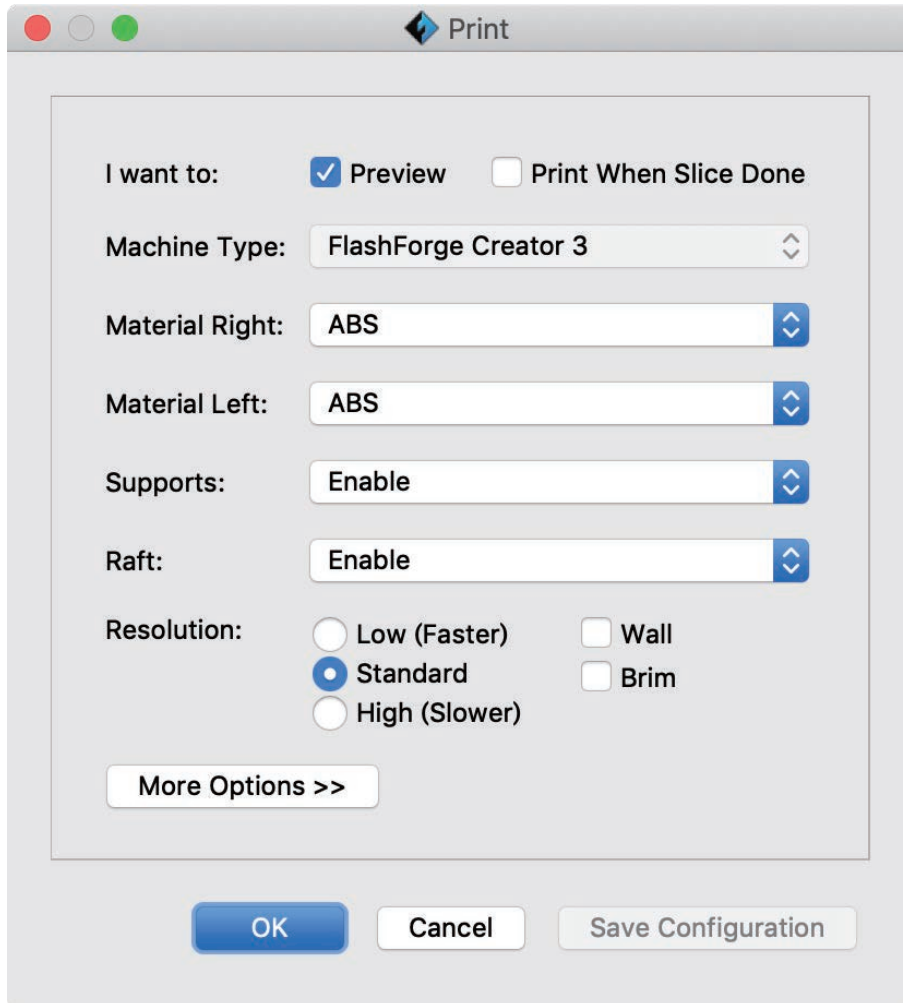 Print
I want to: Preview Print When Slice Done
Machine Type: FlashForge Creator 3
Material Right: ABS
Material Left: ABS
Supports: Enable
Raft: Enable
Resolution: Low (Faster) Wall
Standard Brim
High (Slower)
More Options >>
OK Cancel Save Configuration